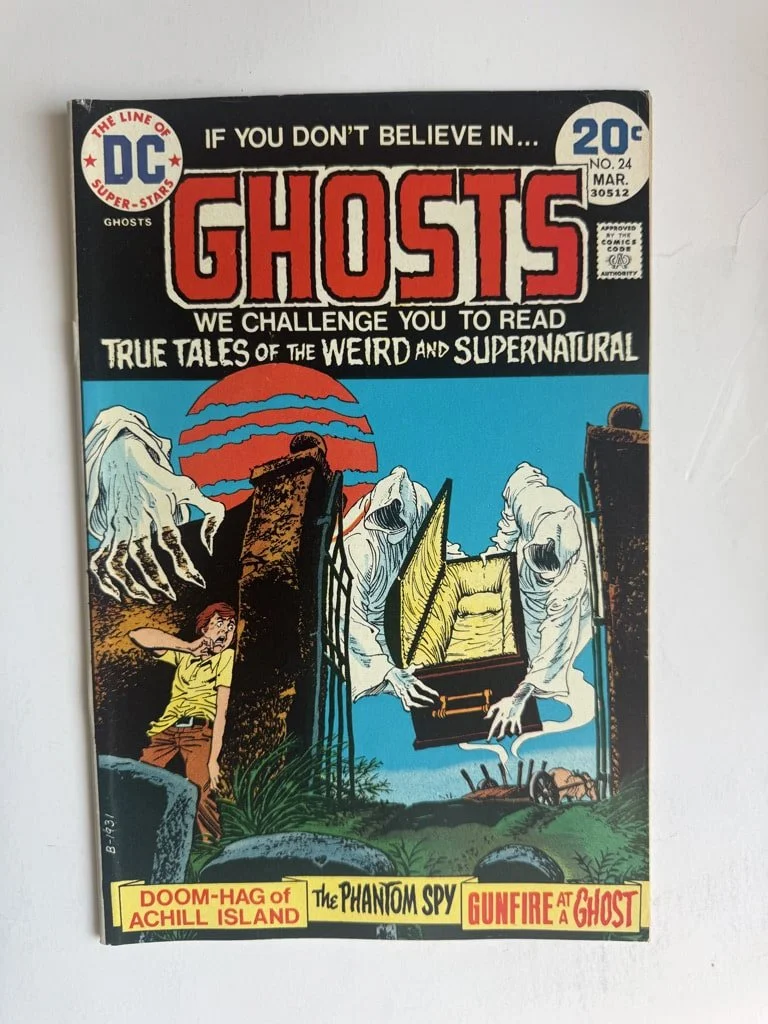 THE LINE OF
DC
SUPER-STARS
GHOSTS
IF YOU DON'T BELIEVE IN...
20¢
NO. 24
MAR.
30512
GHOSTS
APPROVED
BY THE
COMICS
CODE
AUTHORITY
WE CHALLENGE YOU TO READ
TRUE TALES OF THE WEIRD AND SUPERNATURAL
B-1931
DOOM-HAG of
ACHILL ISLAND
The PHANTOM SPY
GUNFIRE AT A GHOST